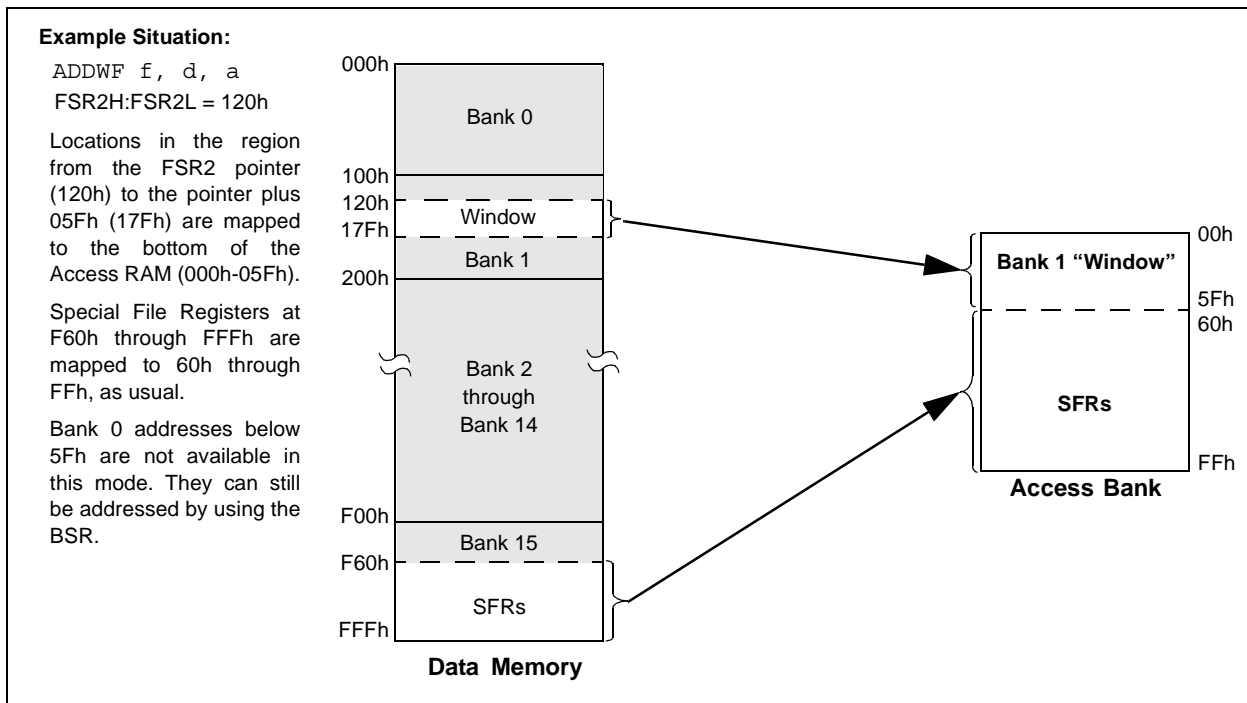 Example Situation:
ADDWF f, d, a
FSR2H:FSR2L = 120h
Locations in the region
from the FSR2 pointer
(120h) to the pointer plus
05Fh (17Fh) are mapped
to the bottom of the
Access RAM (000h-05Fh).
Special File Registers at
F60h through FFFh are
mapped to 60h through
FFh, as usual.
Bank 0 addresses below
5Fh are not available in
this mode. They can still
be addressed by using the
BSR.
000h
Bank 0
100h
120h
Window
17Fh
Bank 1
200h
Bank 2
through
Bank 14
F00h
Bank 15
F60h
SFRs
FFFh
Data Memory
00h
Bank 1 “Window”
5Fh
60h
SFRs
FFh
Access Bank